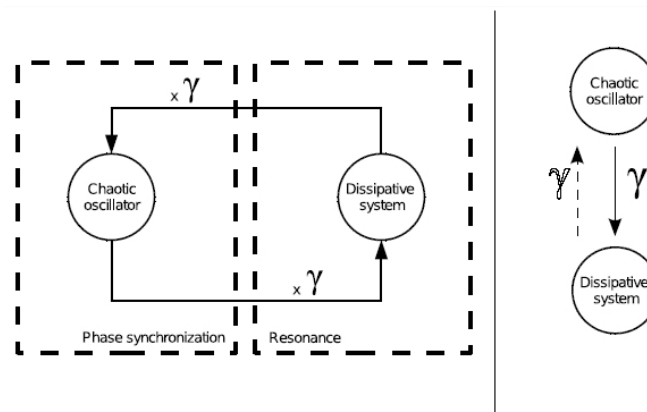 x γ
Chaotic
oscillator
Dissipative
system
x γ
Phase synchronization
Resonance
Chaotic
oscillator
γ
γ
Dissipative
system